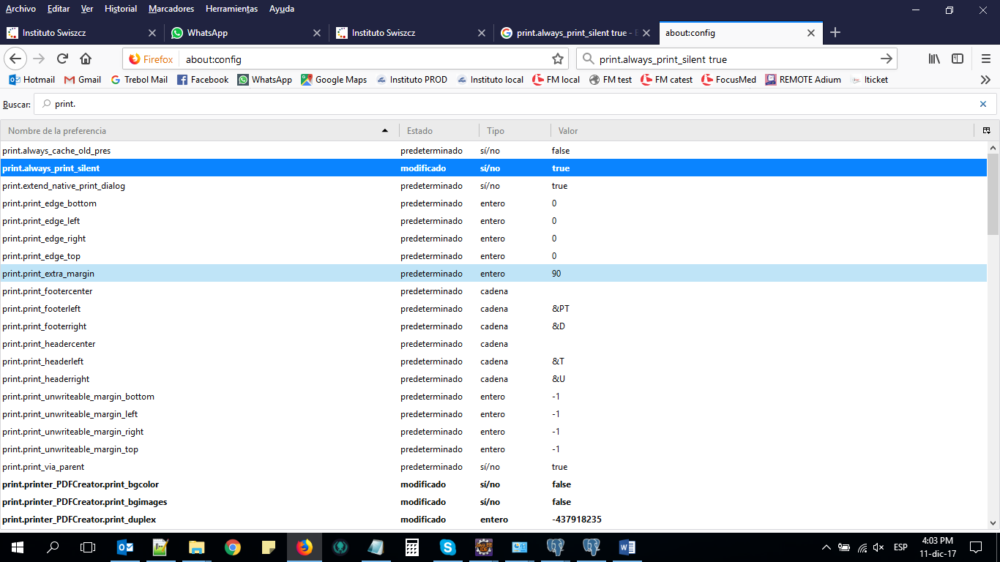 Archivo Editar Ver Historial Marcadores Herramientas Ayuda
Instituto Swiszcz WhatsApp Instituto Swiszcz print.always_print_silent true - B about:config
Firefox about:config print.always_print_silent true
Hotmail Gmail Trebol Mail Facebook WhatsApp Google Maps Instituto PROD Instituto local FM local FM test FM catest FocusMed REMOTE Adium Iticket
Buscar: print.
Nombre de la preferencia Estado Tipo Valor
print.always_cache_old_pres predeterminado sí/no false
print.always_print_silent modificado sí/no true
print.extend_native_print_dialog predeterminado sí/no true
print.print_edge_bottom predeterminado entero 0
print.print_edge_left predeterminado entero 0
print.print_edge_right predeterminado entero 0
print.print_edge_top predeterminado entero 0
print.print_extra_margin predeterminado entero 90
print.print_footercenter predeterminado cadena
print.print_footerleft predeterminado cadena &PT
print.print_footerright predeterminado cadena &D
print.print_headercenter predeterminado cadena
print.print_headerleft predeterminado cadena &T
print.print_headerright predeterminado cadena &U
print.print_unwriteable_margin_bottom predeterminado entero -1
print.print_unwriteable_margin_left predeterminado entero -1
print.print_unwriteable_margin_right predeterminado entero -1
print.print_unwriteable_margin_top predeterminado entero -1
print.print_via_parent predeterminado sí/no true
print.printer_PDFCreator.print_bgcolor modificado sí/no false
print.printer_PDFCreator.print_bgimages modificado sí/no false
print.printer_PDFCreator.print_duplex modificado entero -437918235
ESP 4:03 PM
11-dic-17